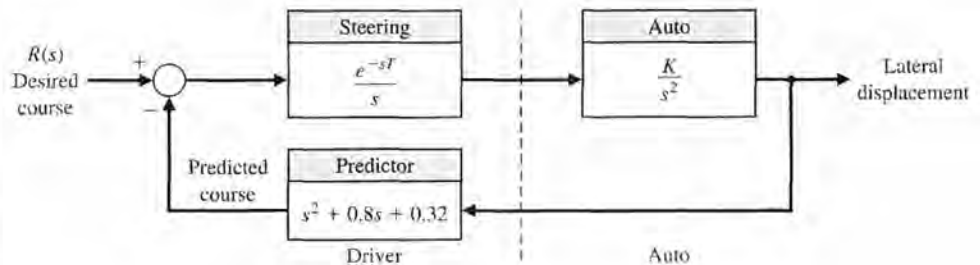 Steering
Auto
R(s)
Desired
course
+
−
e^{-sT}
s
K
s^2
Lateral
displacement
Predicted
course
Predictor
s^2 + 0.8s + 0.32
Driver
Auto